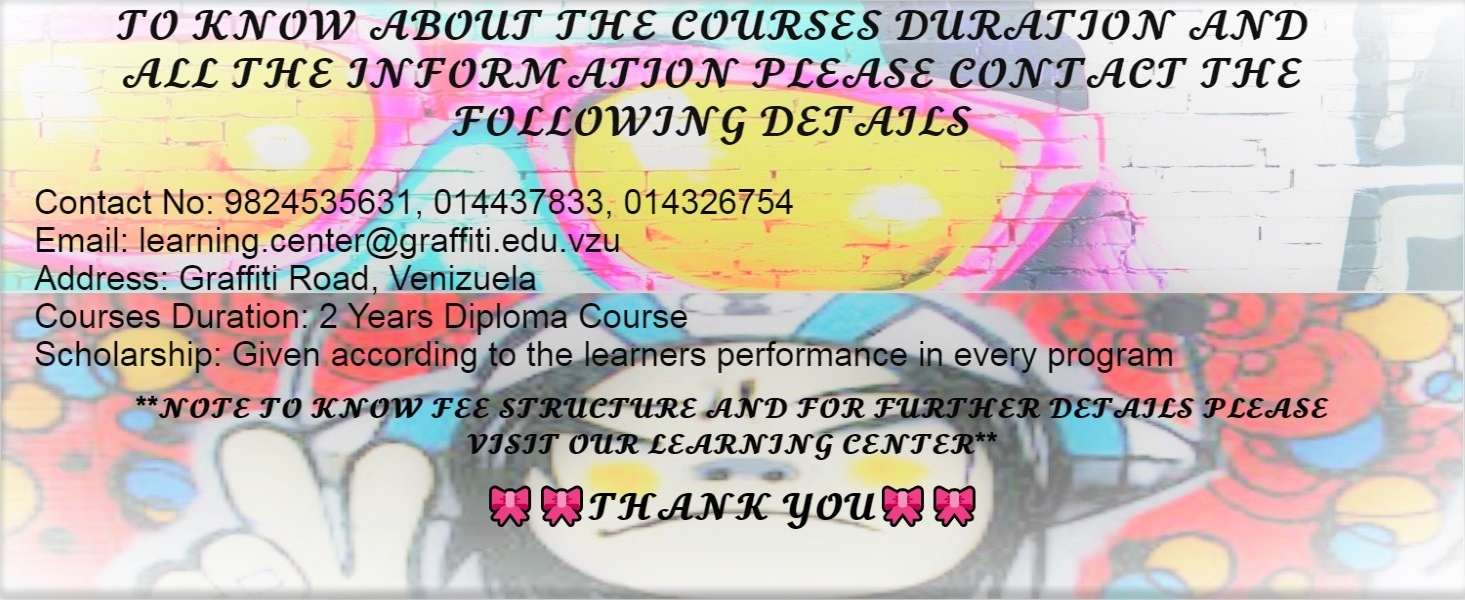 TO KNOW ABOUT THE COURSES DURATION AND
ALL THE INFORMATION PLEASE CONTACT THE
FOLLOWING DETAILS
Contact No: 9824535631, 014437833, 014326754
Email: learning.center@graffiti.edu.vzu
Address: Graffiti Road, Venizuela
Courses Duration: 2 Years Diploma Course
Scholarship: Given according to the learners performance in every program
**NOTE TO KNOW FEE STRUCTURE AND FOR FURTHER DETAILS PLEASE
VISIT OUR LEARNING CENTER**
🎀🎀THANK YOU🎀🎀